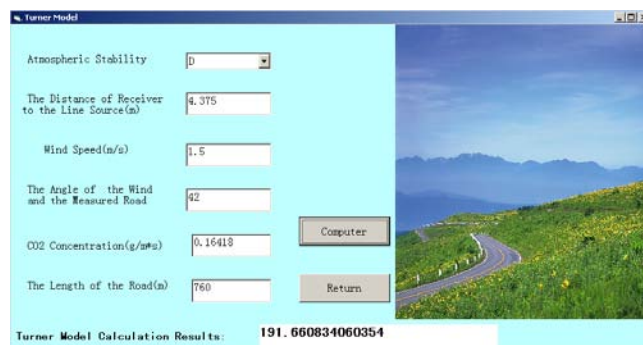 Turner Model
Atmospheric Stability
D
The Distance of Receiver
to the Line Source(m)
4.375
Wind Speed(m/s)
1.5
The Angle of the Wind
and the Measured Road
42
CO2 Concentration(g/m*s)
0.16418
Computer
The Length of the Road(m)
760
Return
Turner Model Calculation Results:
191.660834060354